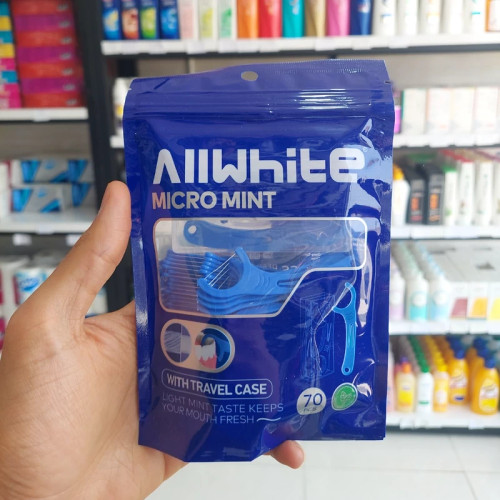 AllWhite
MICRO MINT
WITH TRAVEL CASE
LIGHT MINT TASTE KEEPS
YOUR MOUTH FRESH
70